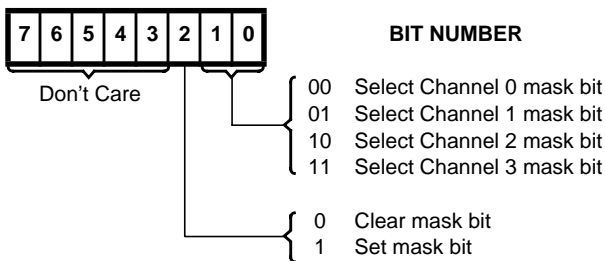 7 6 5 4 3 2 1 0 BIT NUMBER
Don't Care
00 Select Channel 0 mask bit
01 Select Channel 1 mask bit
10 Select Channel 2 mask bit
11 Select Channel 3 mask bit
0 Clear mask bit
1 Set mask bit